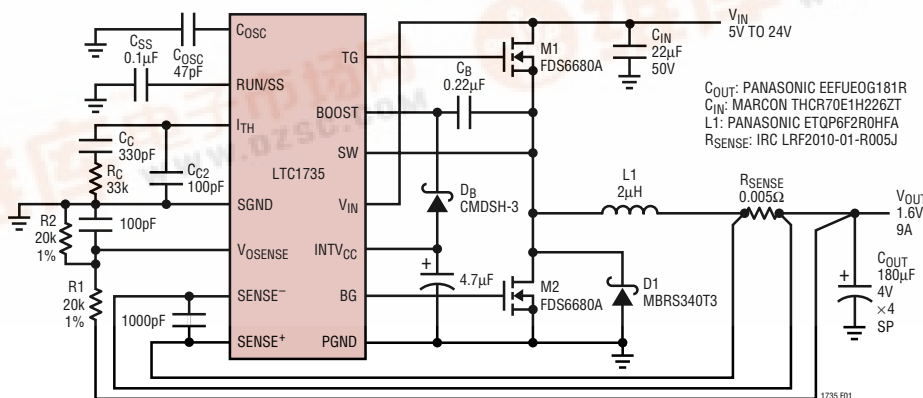 COSC
CSS
0.1µF
COSC
47pF
RUN/SS
CC
330pF
RC
33k
CC2
100pF
ITH
LTC1735
SGND
R2
20k
1%
100pF
VOSENSE
R1
20k
1%
1000pF
SENSE–
SENSE+
TG
BOOST
SW
VIN
INTVCC
BG
PGND
CB
0.22µF
DB
CMDSH-3
+
4.7µF
M1
FDS6680A
M2
FDS6680A
D1
MBRS340T3
L1
2µH
VIN
5V TO 24V
CIN
22µF
50V
COUT: PANASONIC EEFUEOG181R
CIN: MARCON THCR70E1H226ZT
L1: PANASONIC ETQP6F2R0HFA
RSENSE: IRC LRF2010-01-R005J
RSENSE
0.005Ω
VOUT
1.6V
9A
+
COUT
180µF
4V
×4
SP
1735 F01
WWW.DZSC.COM